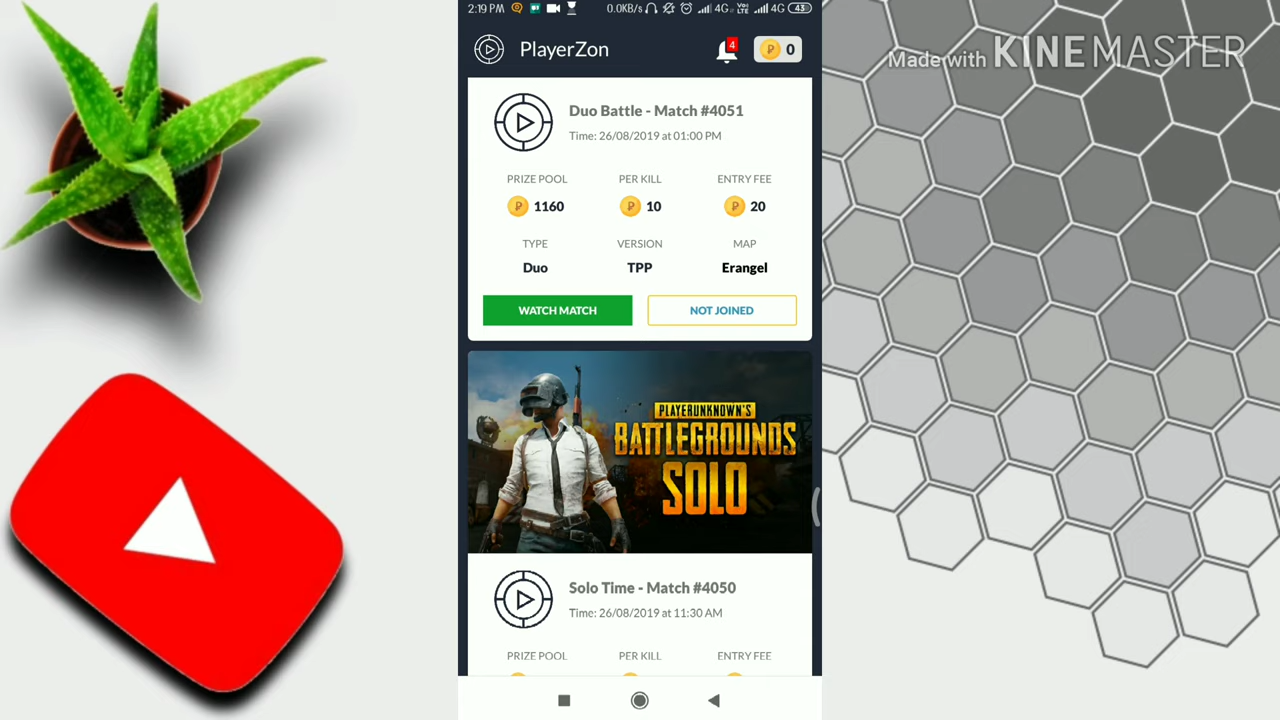 2:19 PM
0.0KB/s
4G
VoLTE
4G
43
PlayerZon
4
₽ 0
Made with KINEMASTER
Duo Battle - Match #4051
Time: 26/08/2019 at 01:00 PM
PRIZE POOL PER KILL ENTRY FEE
₽ 1160 ₽ 10 ₽ 20
TYPE VERSION MAP
Duo TPP Erangel
WATCH MATCH NOT JOINED
PLAYERUNKNOWN'S
BATTLEGROUNDS
SOLO
Solo Time - Match #4050
Time: 26/08/2019 at 11:30 AM
PRIZE POOL PER KILL ENTRY FEE